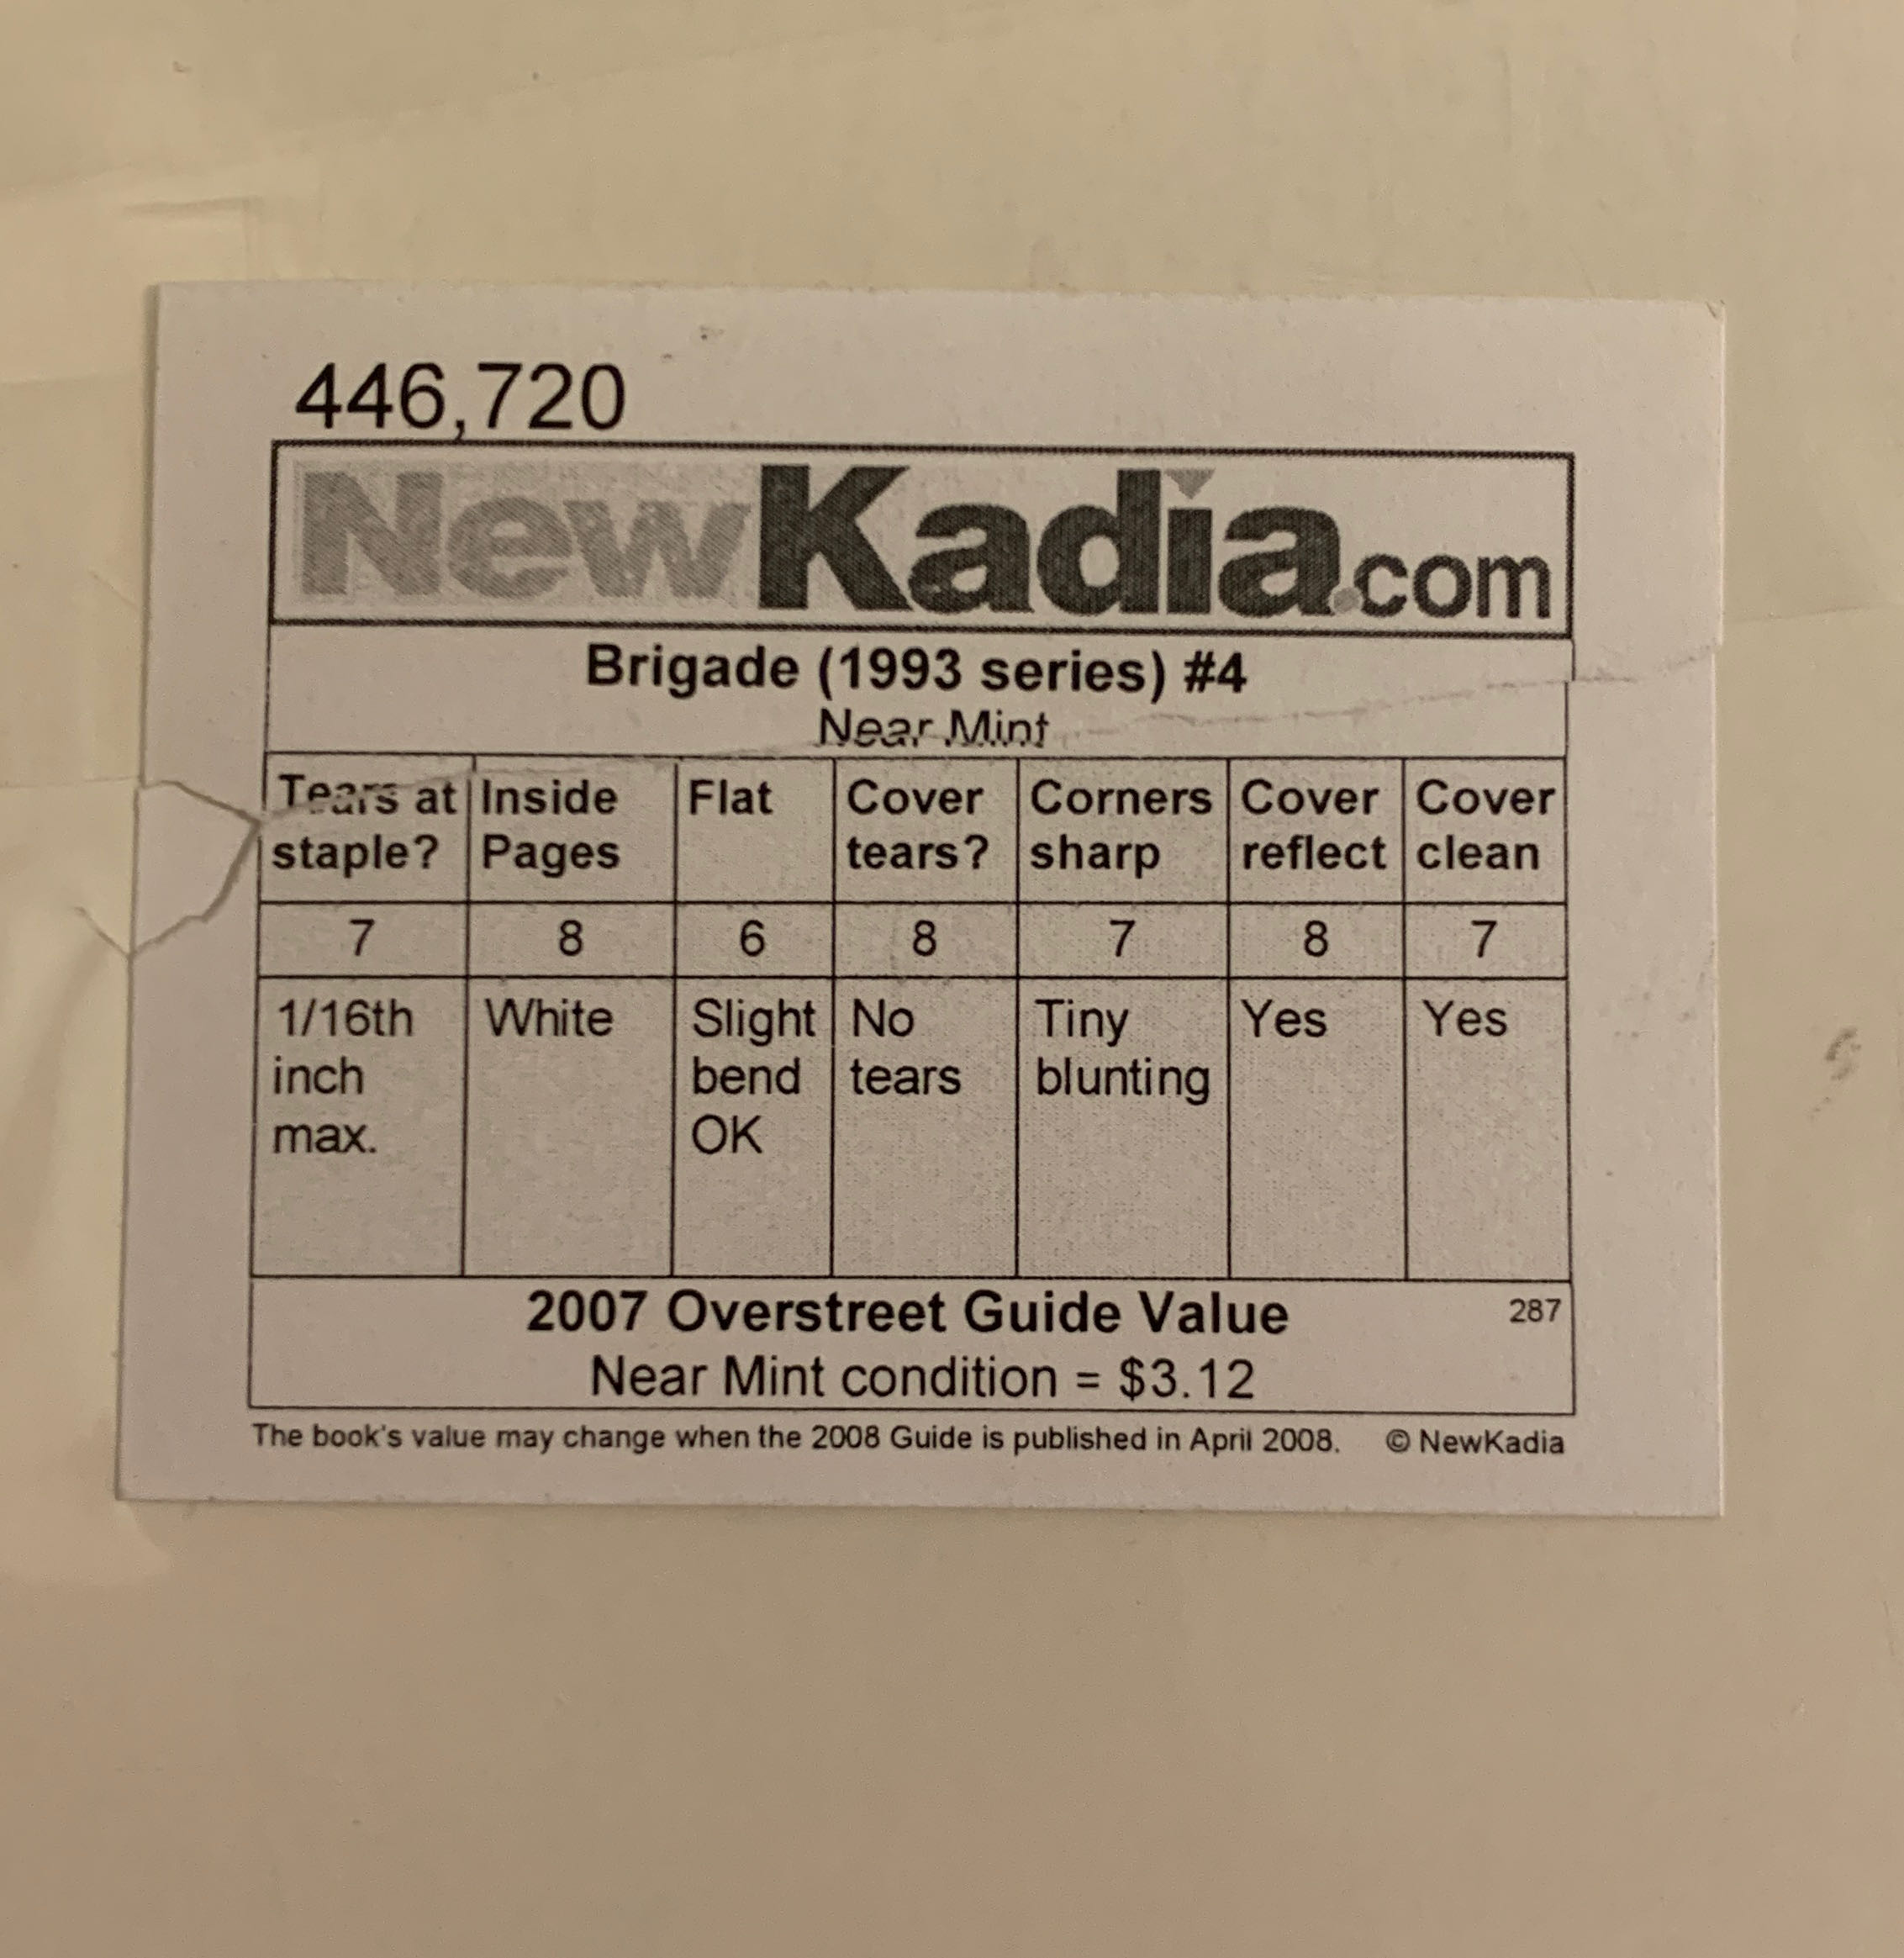 446,720
NewKadia.com
Brigade (1993 series) #4
Near Mint
Tears at staple? Inside Pages Flat Cover tears? Corners sharp Cover reflect Cover clean
7 8 6 8 7 8 7
1/16th inch max. White Slight bend OK No tears Tiny blunting Yes Yes
2007 Overstreet Guide Value 287
Near Mint condition = $3.12
The book's value may change when the 2008 Guide is published in April 2008. © NewKadia